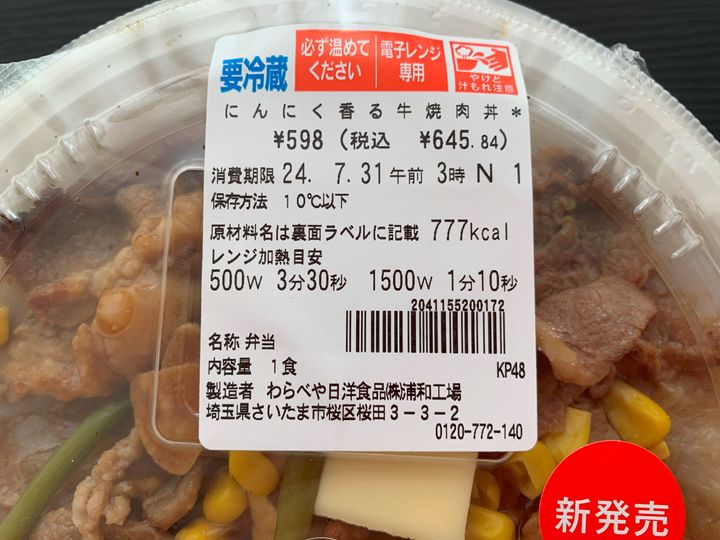 要冷蔵
必ず温めて
ください
電子レンジ
専用
やけど
汁もれ注意
にんにく香る牛焼肉丼*
¥598 (税込 ¥645.84)
消費期限 24. 7.31午前 3時 N 1
保存方法 10℃以下
原材料名は裏面ラベルに記載 777kcal
レンジ加熱目安
500W 3分30秒 1500W 1分10秒
2041155200172
名称 弁当
内容量 1食
KP48
製造者 わらべや日洋食品㈱浦和工場
埼玉県さいたま市桜区桜田3-3-2
0120-772-140
新発売